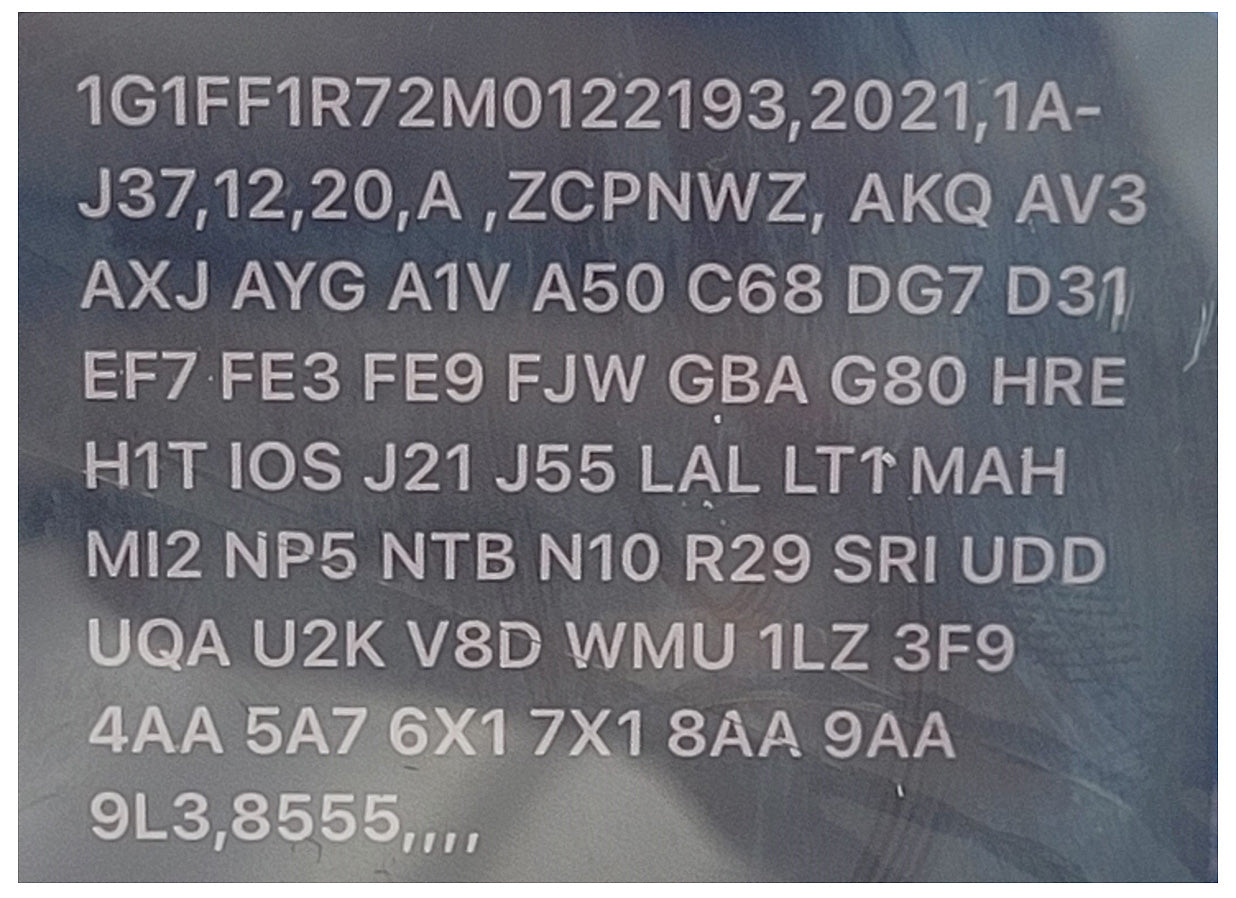 1G1FF1R72M0122193,2021,1A-
J37,12,20,A ,ZCPNWZ, AKQ AV3
AXJ AYG A1V A50 C68 DG7 D31
EF7 FE3 FE9 FJW GBA G80 HRE
H1T IOS J21 J55 LAL LT1 MAH
MI2 NP5 NTB N10 R29 SRI UDD
UQA U2K V8D WMU 1LZ 3F9
4AA 5A7 6X1 7X1 8AA 9AA
9L3,8555,,,,